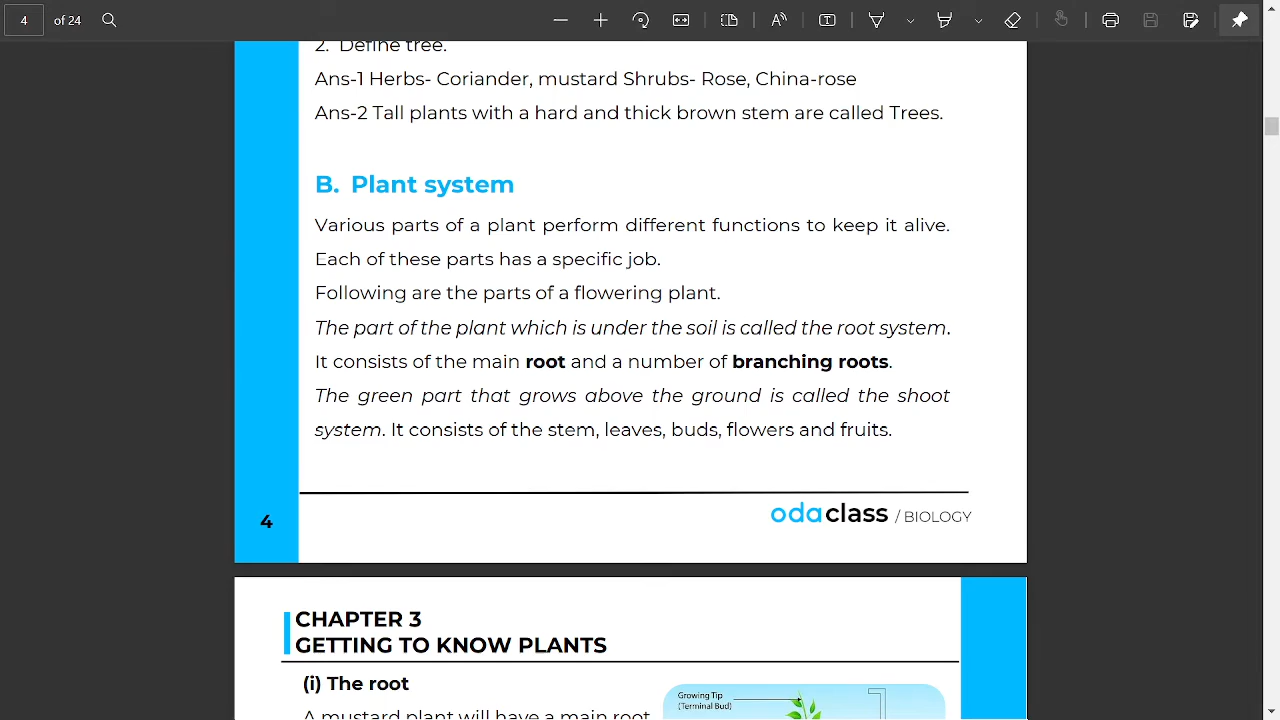 4 of 24
2. Define tree.
Ans-1 Herbs- Coriander, mustard Shrubs- Rose, China-rose
Ans-2 Tall plants with a hard and thick brown stem are called Trees.
B. Plant system
Various parts of a plant perform different functions to keep it alive.
Each of these parts has a specific job.
Following are the parts of a flowering plant.
The part of the plant which is under the soil is called the root system.
It consists of the main root and a number of branching roots.
The green part that grows above the ground is called the shoot
system. It consists of the stem, leaves, buds, flowers and fruits.
4
odaclass / BIOLOGY
CHAPTER 3
GETTING TO KNOW PLANTS
(i) The root
Growing Tip
(Terminal Bud)
A mustard plant will have a main root